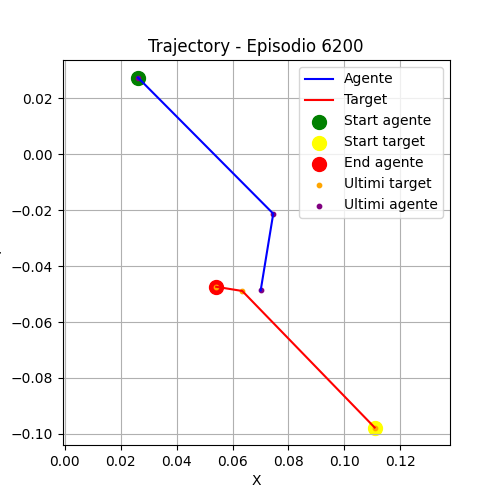 Trajectory - Episodio 6200
Agente
Target
Start agente
Start target
End agente
Ultimi target
Ultimi agente
0.02
0.00
−0.02
−0.04
−0.06
−0.08
−0.10
0.00
0.02
0.04
0.06
0.08
0.10
0.12
X